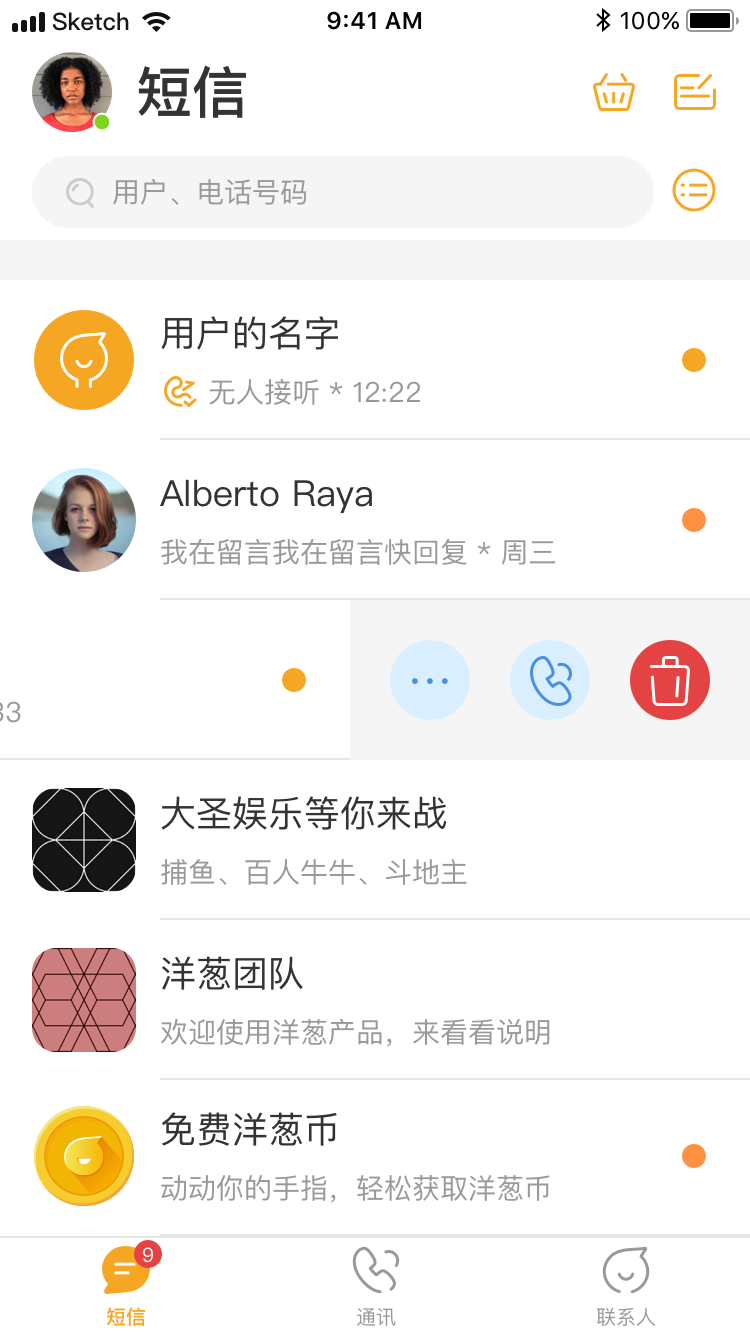 Sketch 9:41 AM 100%
短信
用户、电话号码
用户的名字
无人接听 * 12:22
Alberto Raya
我在留言我在留言快回复 * 周三
33
大圣娱乐等你来战
捕鱼、百人牛牛、斗地主
洋葱团队
欢迎使用洋葱产品，来看看说明
免费洋葱币
动动你的手指，轻松获取洋葱币
9
短信 通讯 联系人